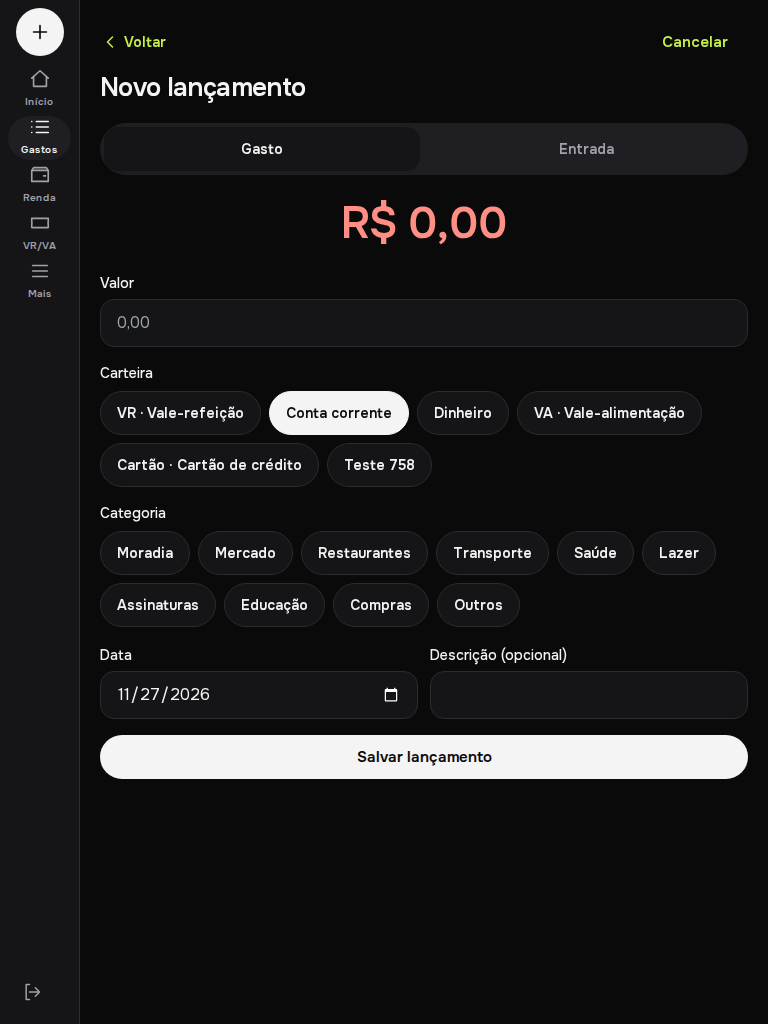 Início
Gastos
Renda
VR/VA
Mais
Voltar
Cancelar
Novo lançamento
Gasto
Entrada
R$ 0,00
Valor
0,00
Carteira
VR · Vale-refeição
Conta corrente
Dinheiro
VA · Vale-alimentação
Cartão · Cartão de crédito
Teste 758
Categoria
Moradia
Mercado
Restaurantes
Transporte
Saúde
Lazer
Assinaturas
Educação
Compras
Outros
Data
Descrição (opcional)
11/27/2026
Salvar lançamento